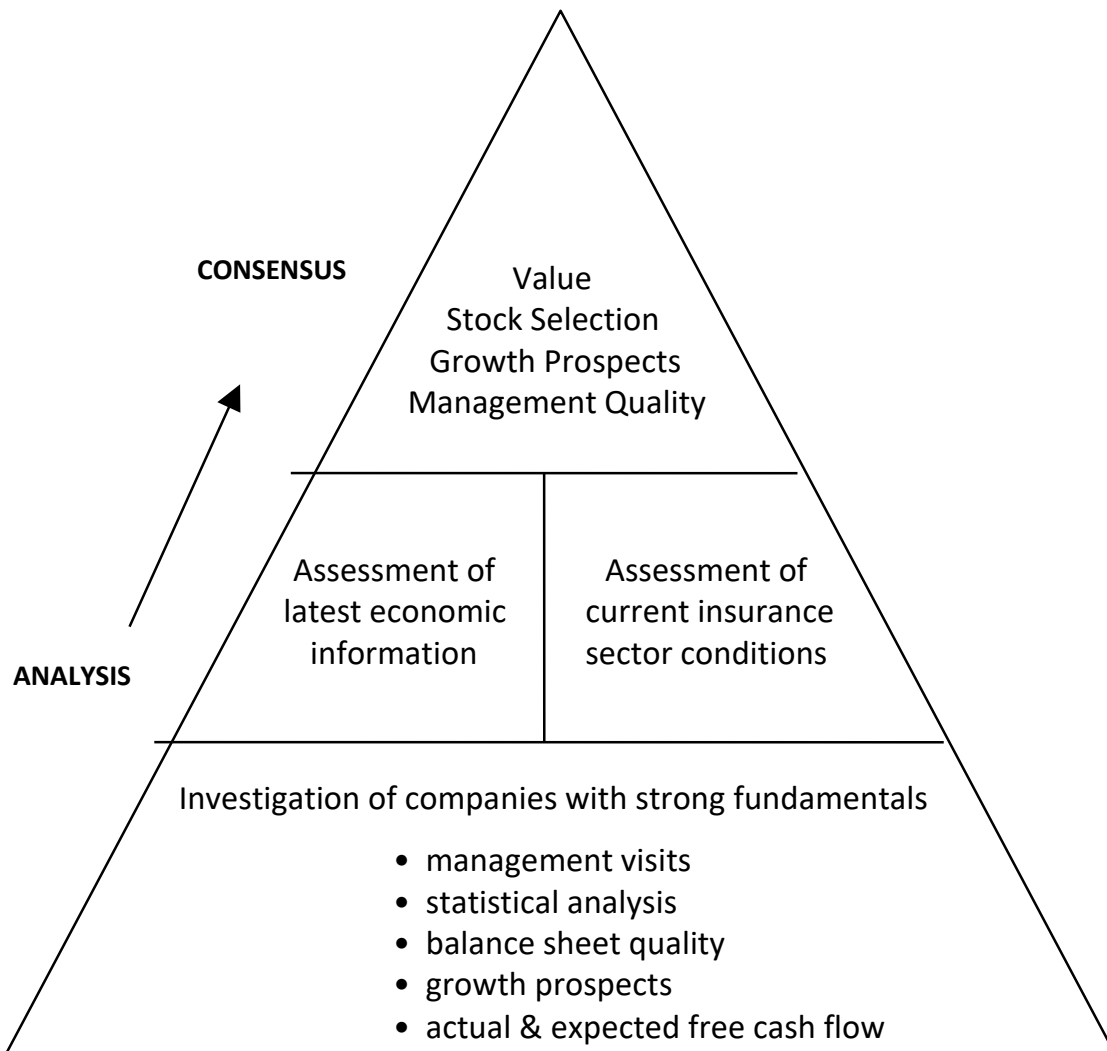 CONSENSUS
Value
Stock Selection
Growth Prospects
Management Quality
Assessment of
latest economic
information
Assessment of
current insurance
sector conditions
ANALYSIS
Investigation of companies with strong fundamentals
• management visits
• statistical analysis
• balance sheet quality
• growth prospects
• actual & expected free cash flow